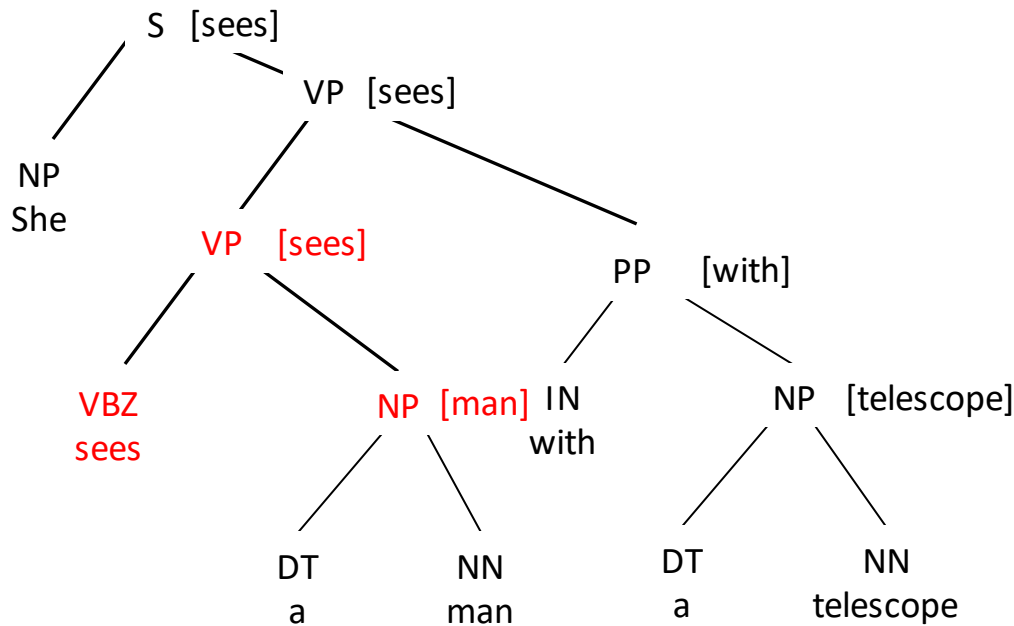 S [sees]
VP [sees]
NP
She
VP [sees]
PP [with]
VBZ
sees
NP [man]
IN
with
NP [telescope]
DT
a
NN
man
DT
a
NN
telescope